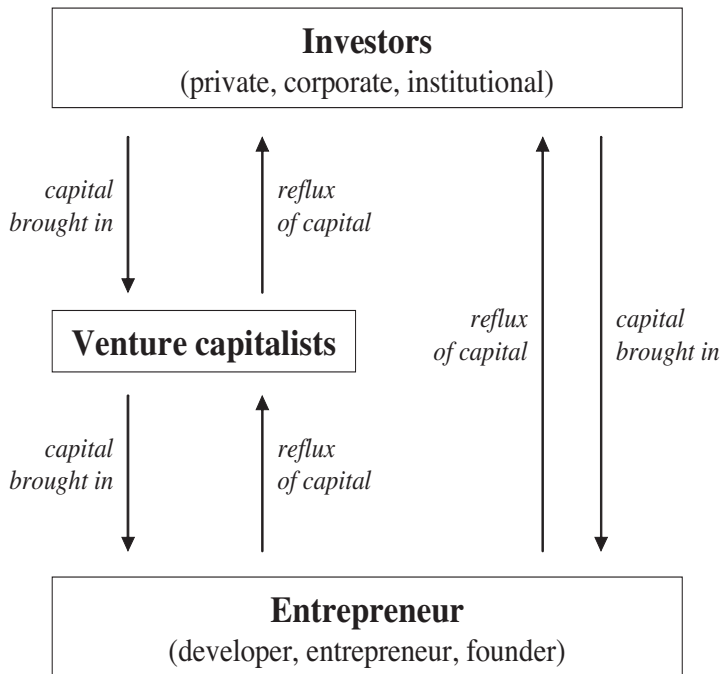 Investors
(private, corporate, institutional)
capital
brought in
reflux
of capital
Venture capitalists
reflux
of capital
capital
brought in
capital
brought in
reflux
of capital
Entrepreneur
(developer, entrepreneur, founder)